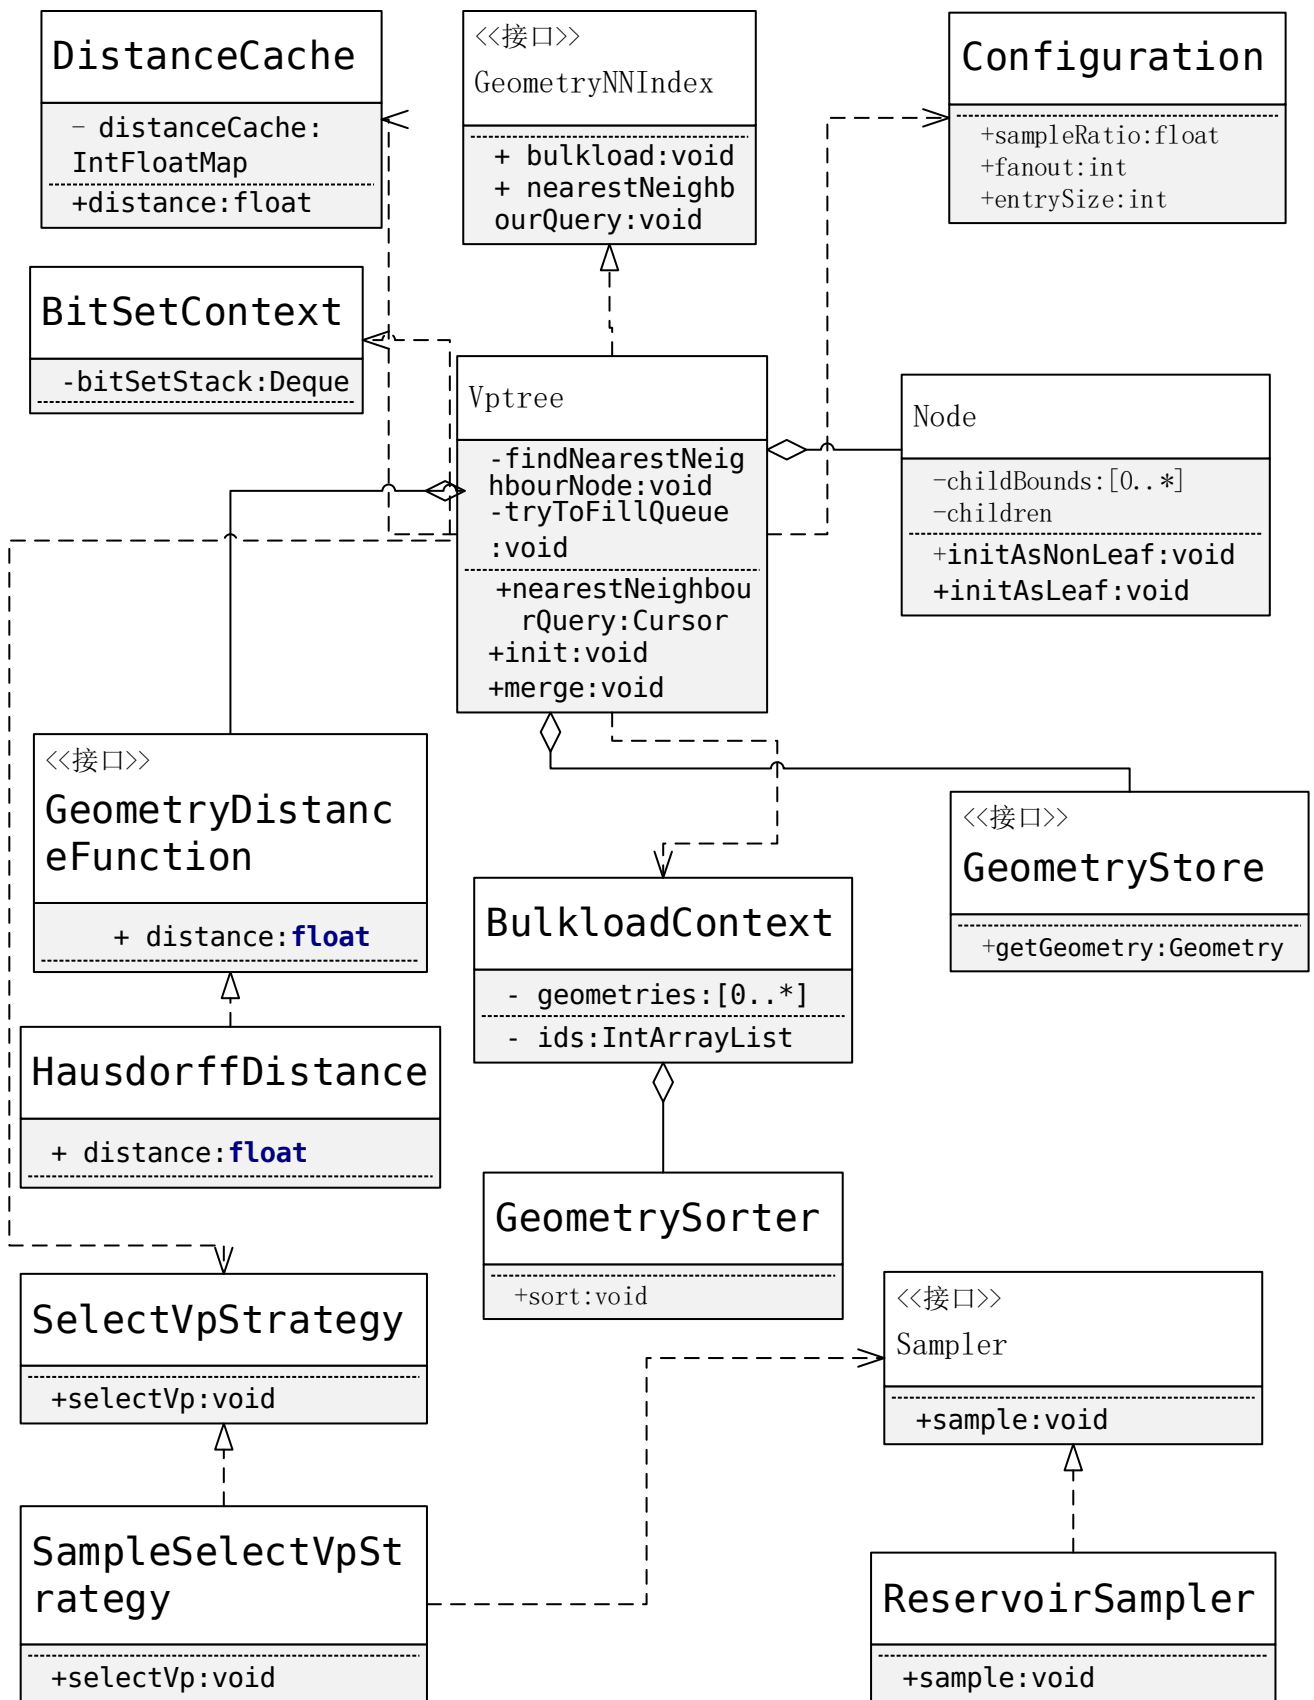 DistanceCache
- distanceCache:
IntFloatMap
+distance:float
<<接口>>
GeometryNNIndex
+ bulkload:void
+ nearestNeighb
ourQuery:void
Configuration
+sampleRatio:float
+fanout:int
+entrySize:int
BitSetContext
-bitSetStack:Deque
Vptree
-findNearestNeig
hbourNode:void
-tryToFillQueue
:void
+nearestNeighbou
rQuery:Cursor
+init:void
+merge:void
Node
-childBounds:[0..*]
-children
+initAsNonLeaf:void
+initAsLeaf:void
<<接口>>
GeometryDistanc
eFunction
+ distance:float
<<接口>>
GeometryStore
+getGeometry:Geometry
BulkloadContext
- geometries:[0..*]
- ids:IntArrayList
HausdorffDistance
+ distance:float
GeometrySorter
+sort:void
SelectVpStrategy
+selectVp:void
<<接口>>
Sampler
+sample:void
SampleSelectVpSt
rategy
+selectVp:void
ReservoirSampler
+sample:void